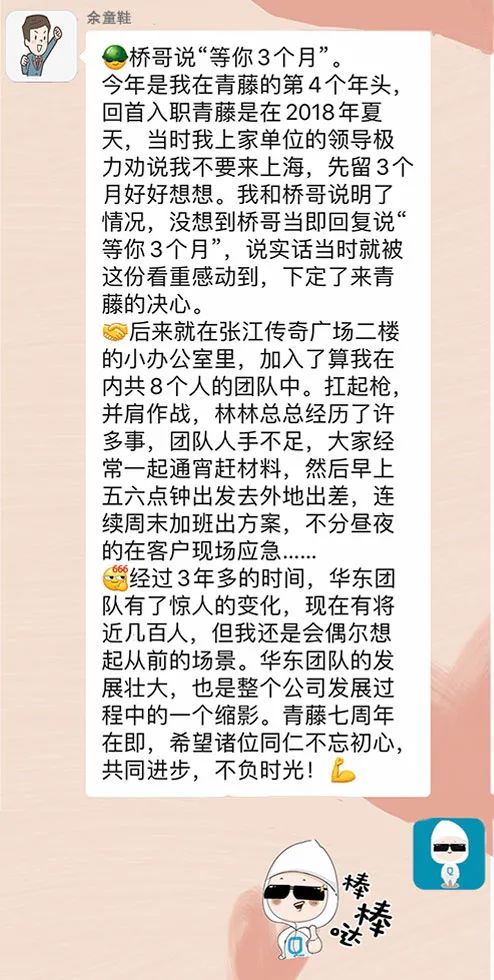 余童鞋
桥哥说“等你3个月”。
今年是我在青藤的第4个年头，
回首入职青藤是在2018年夏
天，当时我上家单位的领导极
力劝说我不要来上海，先留3个
月好好想想。我和桥哥说明了
情况，没想到桥哥当即回复说“
等你3个月”，说实话当时就被
这份看重感动到，下定了来青
藤的决心。
后来就在张江传奇广场二楼
的小办公室里，加入了算我在
内共8个人的团队中。扛起枪，
并肩作战，林林总总经历了许
多事，团队人手不足，大家经
常一起通宵赶材料，然后早上
五六点钟出发去外地出差，连
续周末加班出方案，不分昼夜
的在客户现场应急......
666经过3年多的时间，华东团
队有了惊人的变化，现在有将
近几百人，但我还是会偶尔想
起从前的场景。华东团队的发
展壮大，也是整个公司发展过
程中的一个缩影。青藤七周年
在即，希望诸位同仁不忘初心，
共同进步，不负时光！
Q
棒
棒
哒
Q